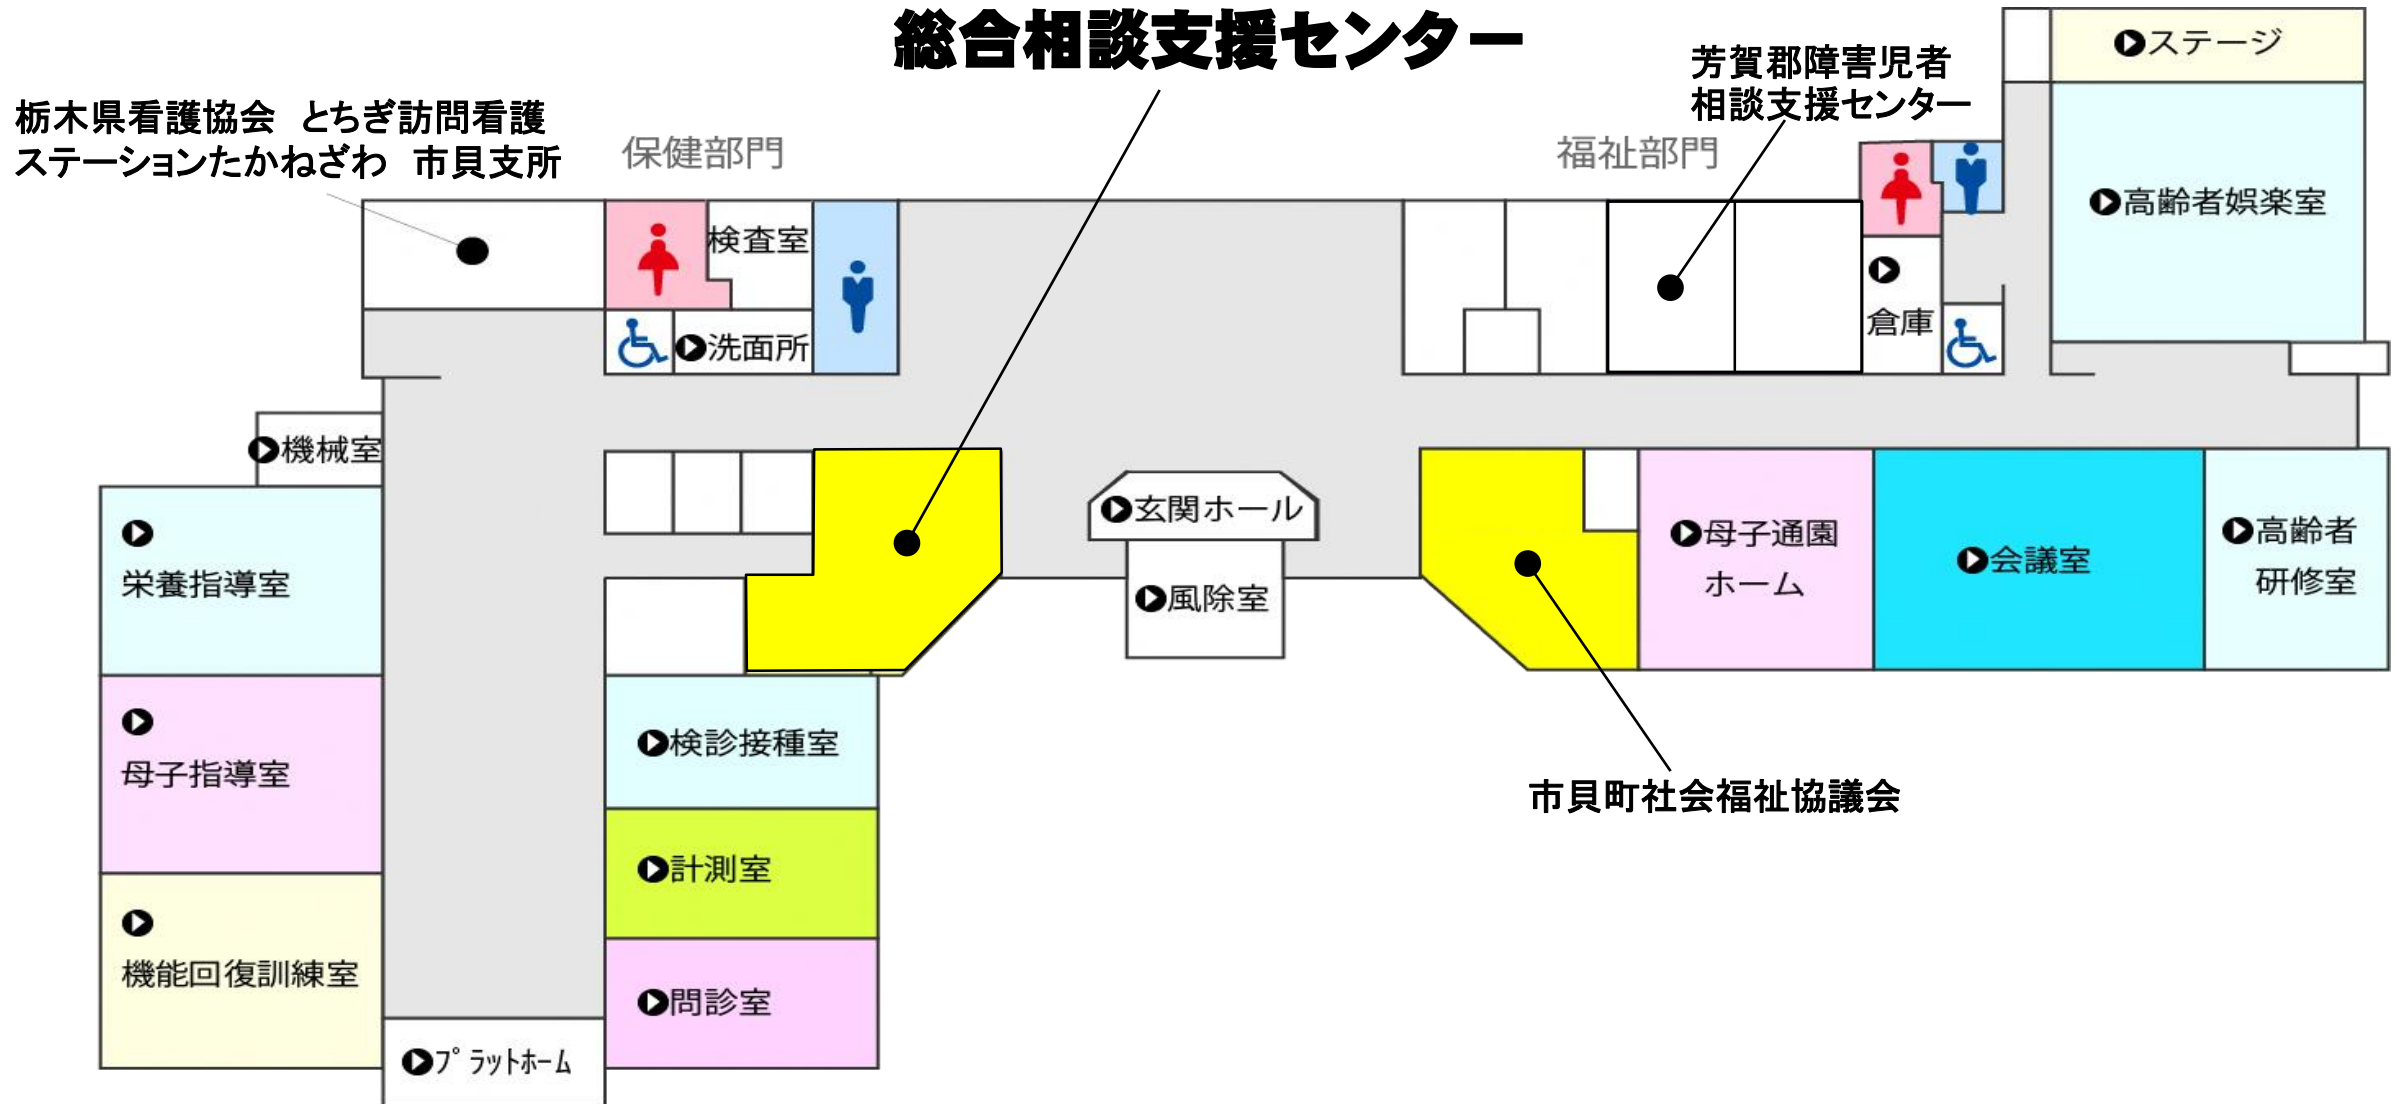 総合相談支援センター
芳賀郡障害児者
相談支援センター
ステージ
栃木県看護協会　とちぎ訪問看護
ステーションたかねざわ　市貝支所
保健部門
福祉部門
高齢者娯楽室
検査室
倉庫
洗面所
機械室
玄関ホール
風除室
栄養指導室
母子通園
ホーム
会議室
高齢者
研修室
検診接種室
母子指導室
市貝町社会福祉協議会
計測室
機能回復訓練室
問診室
プラットホーム